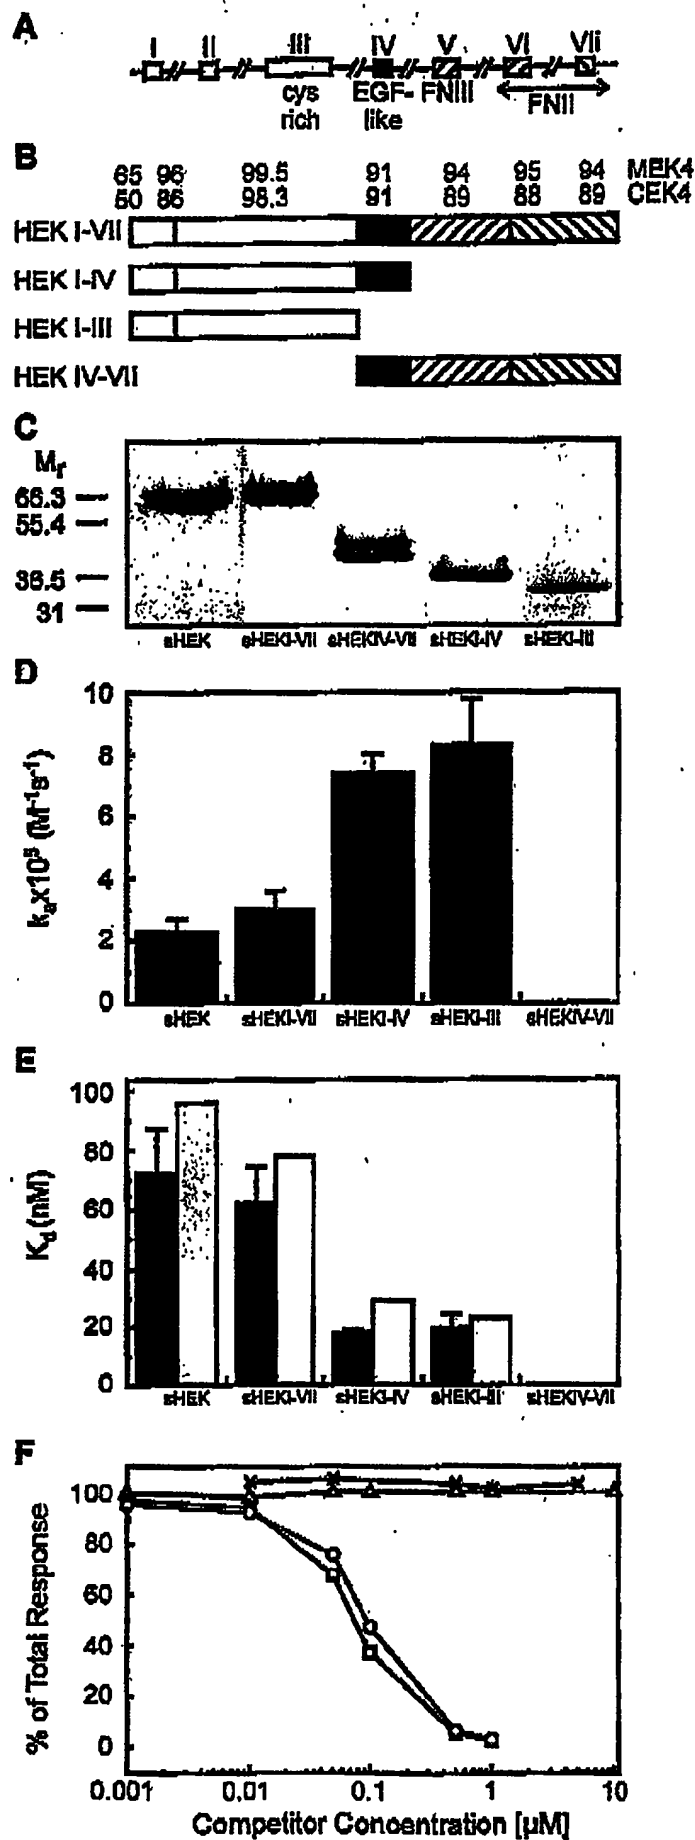 A
I II III IV V VI VII
cys rich
EGF-like
FNIII
FNII
B
65 96 99.5 91 94 95 94 MEK4
50 86 98.3 91 89 88 89 CEK4
HEK I-VII
HEK I-IV
HEK I-III
HEK IV-VII
C
Mr
66.3
55.4
36.5
31
sHEK sHEKI-VII sHEKIV-VII sHEKI-IV sHEKI-III
D
ka x10⁵ (M⁻¹s⁻¹)
10
8
6
4
2
0
sHEK sHEKI-VII sHEKI-IV sHEKI-III sHEKIV-VII
E
Kd (nM)
100
80
60
40
20
0
sHEK sHEKI-VII sHEKI-IV sHEKI-III sHEKIV-VII
F
% of Total Response
100
80
60
40
20
0
0.001 0.01 0.1 1 10
Competitor Concentration [µM]